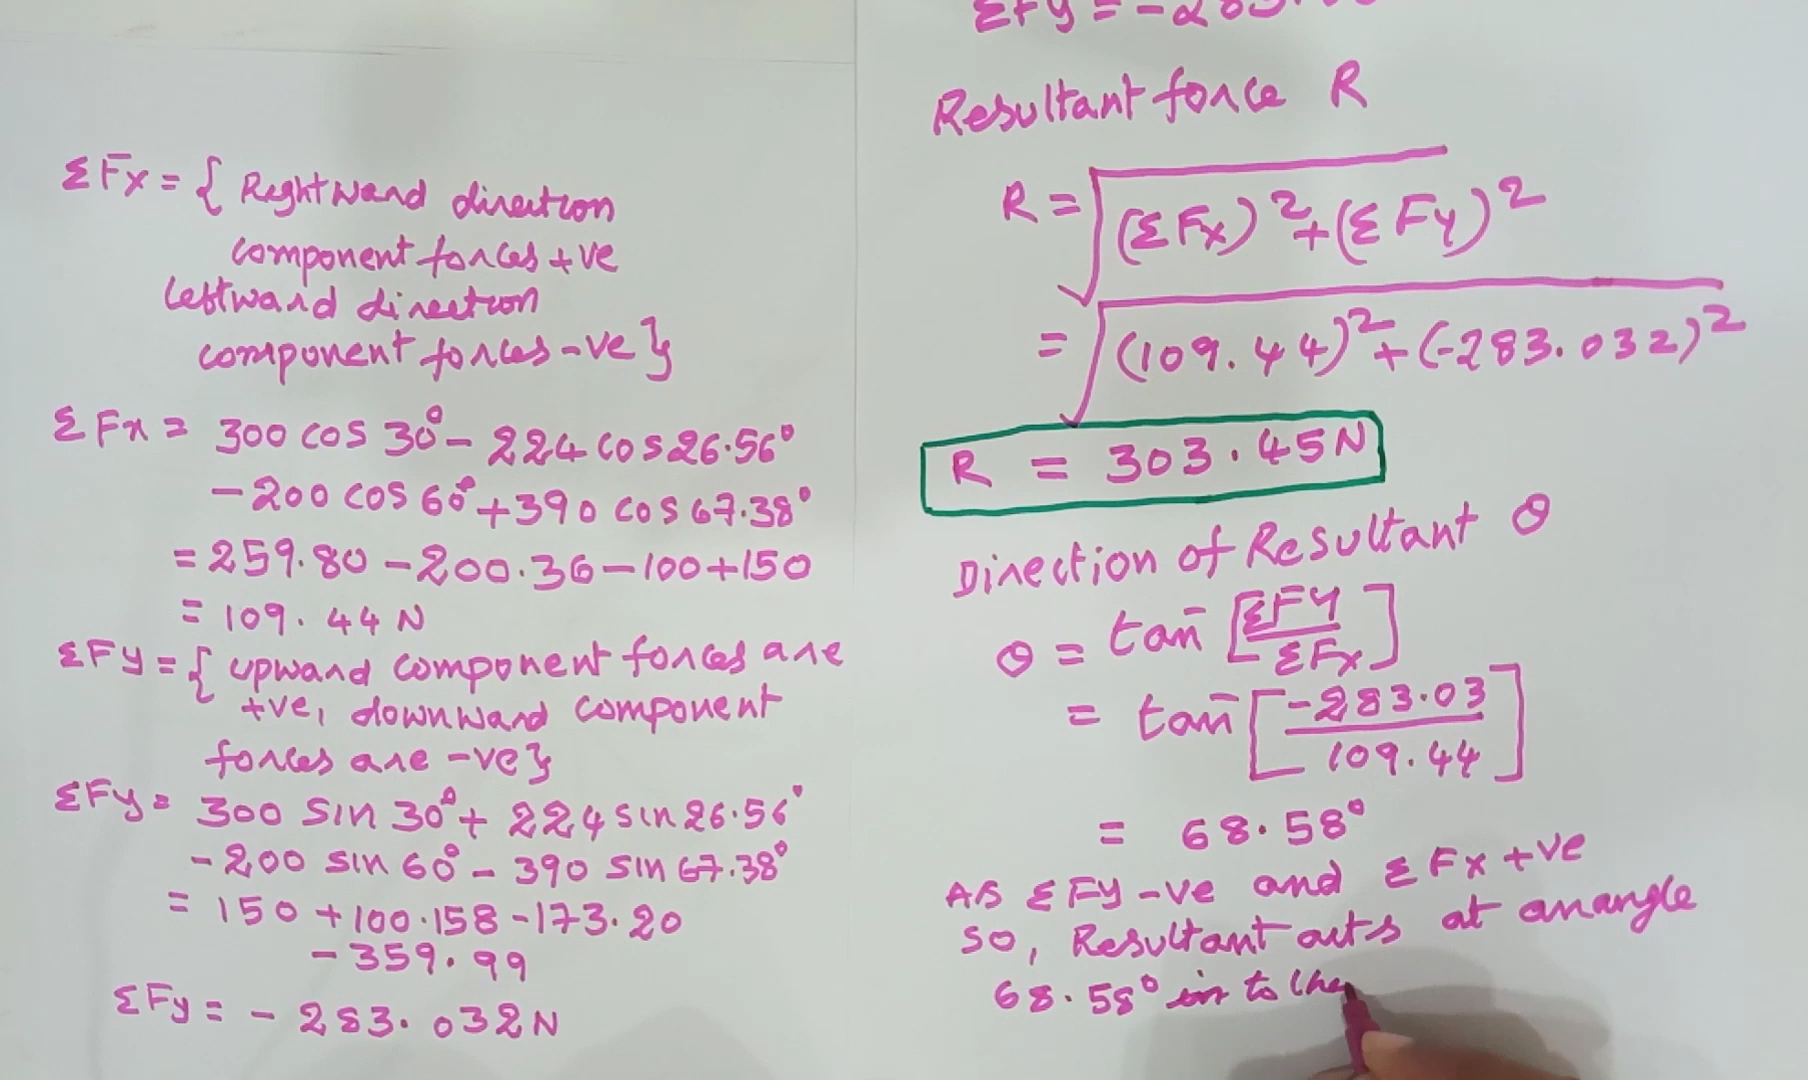 ΣFx = { Rightward direction
component forces +ve
Leftward direction
component forces -ve }
ΣFx = 300 cos 30° - 224 cos 26.56°
- 200 cos 60° + 390 cos 67.38°
= 259.80 - 200.36 - 100 + 150
= 109.44 N
ΣFy = { upward component forces are
+ve, downward component
forces are -ve }
ΣFy = 300 sin 30° + 224 sin 26.56°
- 200 sin 60° - 390 sin 67.38°
= 150 + 100.158 - 173.20
- 359.99
ΣFy = - 283.032 N
Resultant force R
R = √(ΣFx)² + (ΣFy)²
= √(109.44)² + (-283.032)²
R = 303.45 N
Direction of Resultant θ
θ = tan⁻ [ΣFy / ΣFx]
= tan⁻ [-283.03 / 109.44]
= 68.58°
As ΣFy -ve and ΣFx +ve
so, Resultant acts at an angle
68.58° to the